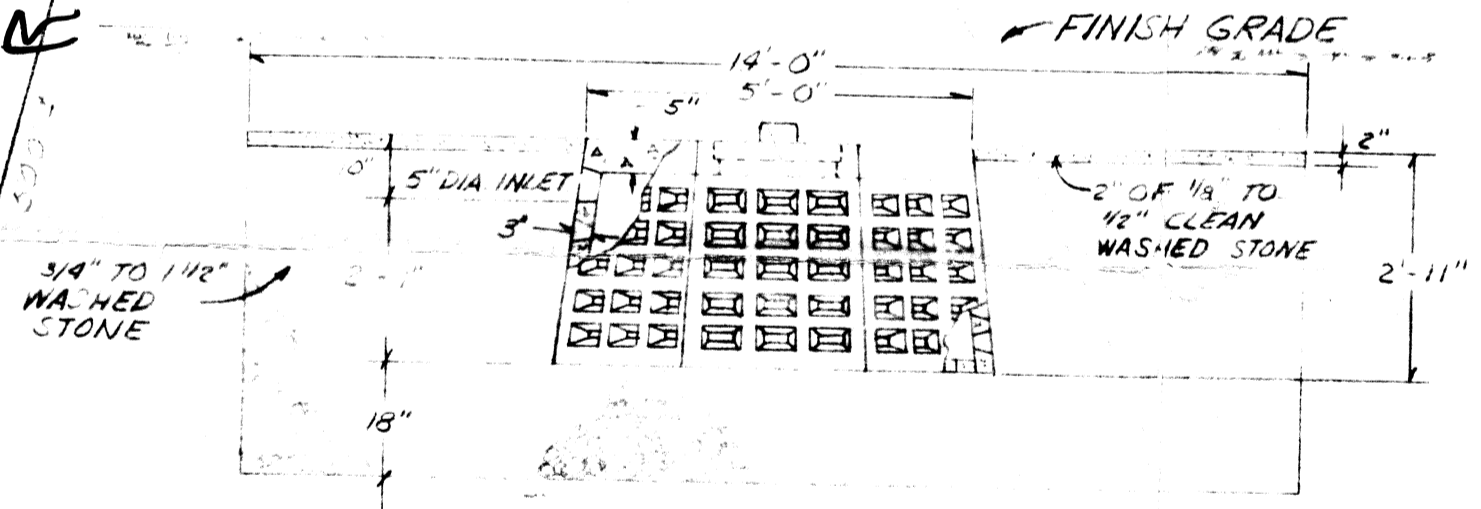 FINISH GRADE
14'-0"
5'-0"
5"
2"
5" DIA. INLET
3"
2" OF 1/8" TO
1/2" CLEAN
WASHED STONE
3/4" TO 1 1/2"
WASHED
STONE
2'-11"
18"